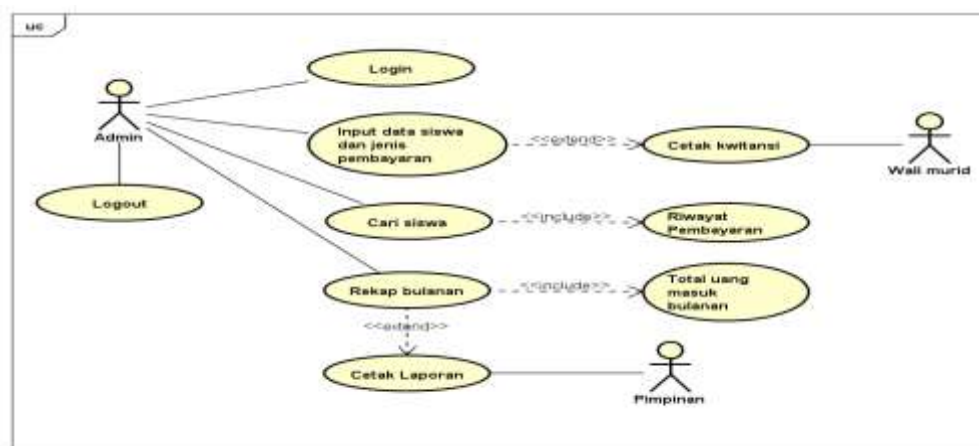 uc
Login
Admin
Input data siswa
dan jenis
pembayaran
<<extend>>
Cetak kwitansi
Wali murid
Logout
Cari siswa
<<include>>
Riwayat
Pembayaran
Rekap bulanan
<<include>>
Total uang
masuk
bulanan
<<extend>>
Cetak Laporan
Pimpinan